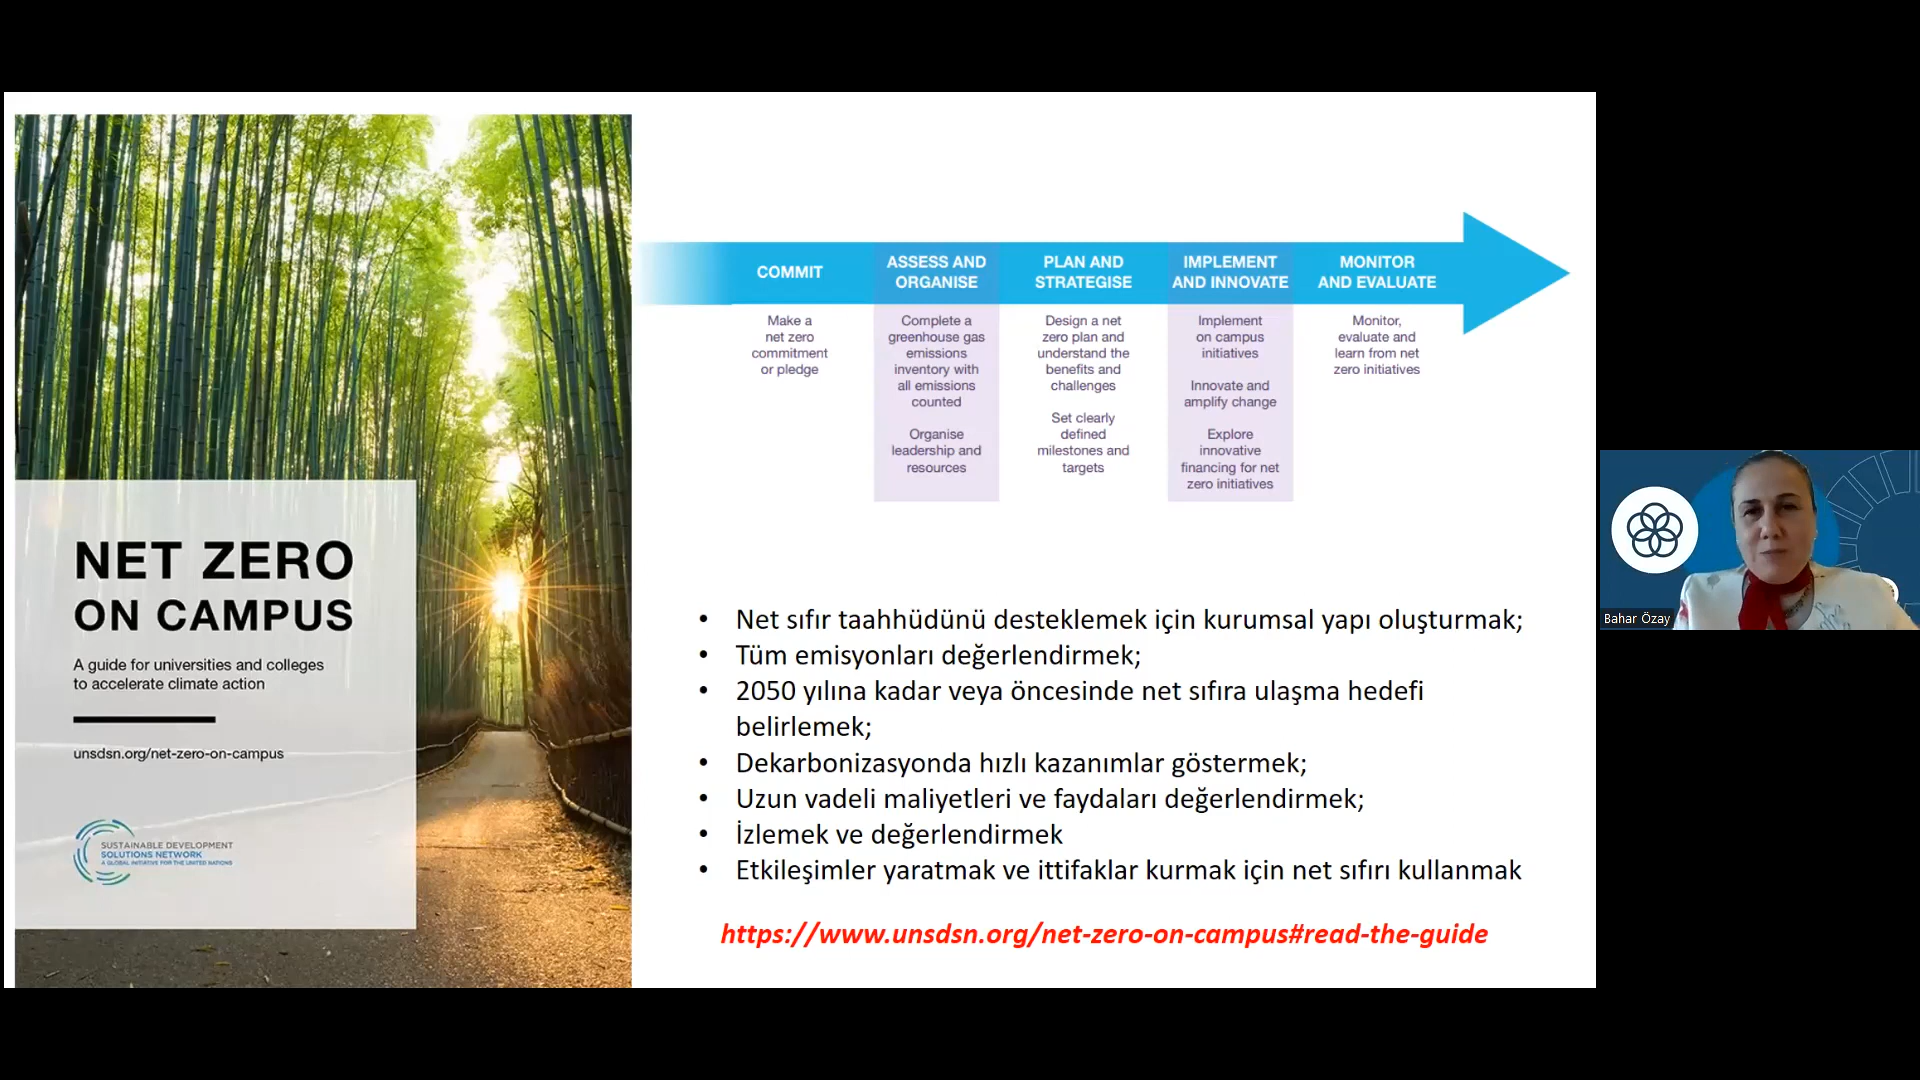 NET ZERO
ON CAMPUS
A guide for universities and colleges
to accelerate climate action
unsdsn.org/net-zero-on-campus
SUSTAINABLE DEVELOPMENT
SOLUTIONS NETWORK
A GLOBAL INITIATIVE FOR THE UNITED NATIONS
COMMIT
Make a
net zero
commitment
or pledge
ASSESS AND
ORGANISE
Complete a
greenhouse gas
emissions
inventory with
all emissions
counted
Organise
leadership and
resources
PLAN AND
STRATEGISE
Design a net
zero plan and
understand the
benefits and
challenges
Set clearly
defined
milestones and
targets
IMPLEMENT
AND INNOVATE
Implement
on campus
initiatives
Innovate and
amplify change
Explore
innovative
financing for net
zero initiatives
MONITOR
AND EVALUATE
Monitor,
evaluate and
learn from net
zero initiatives
• Net sıfır taahhüdünü desteklemek için kurumsal yapı oluşturmak;
• Tüm emisyonları değerlendirmek;
• 2050 yılına kadar veya öncesinde net sıfıra ulaşma hedefi
belirlemek;
• Dekarbonizasyonda hızlı kazanımlar göstermek;
• Uzun vadeli maliyetleri ve faydaları değerlendirmek;
• İzlemek ve değerlendirmek
• Etkileşimler yaratmak ve ittifaklar kurmak için net sıfırı kullanmak
https://www.unsdsn.org/net-zero-on-campus#read-the-guide
Bahar Özay